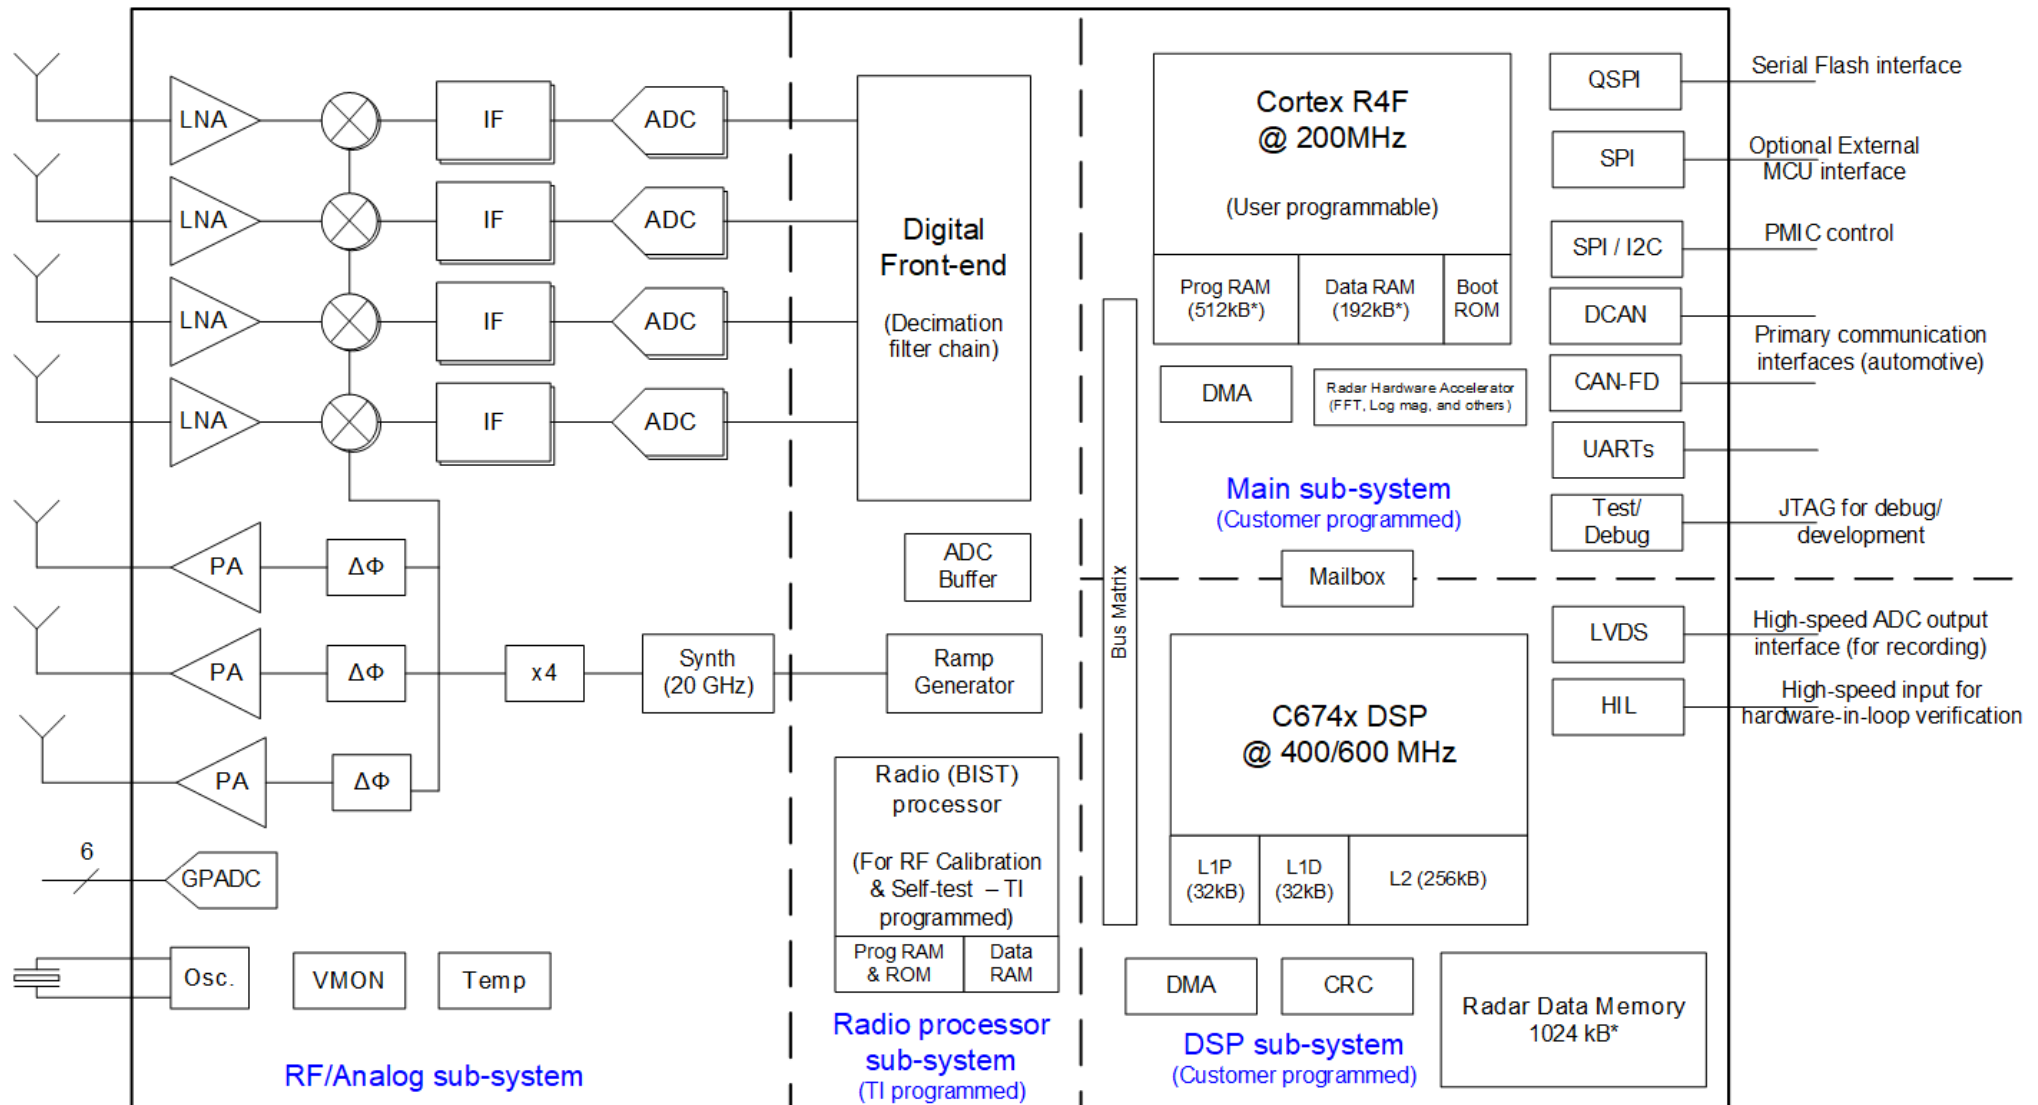 LNA
IF
ADC
LNA
IF
ADC
LNA
IF
ADC
LNA
IF
ADC
PA
ΔΦ
PA
ΔΦ
x4
Synth
(20 GHz)
PA
ΔΦ
6
GPADC
Osc.
VMON
Temp
RF/Analog sub-system
Digital
Front-end
(Decimation
filter chain)
ADC
Buffer
Ramp
Generator
Radio (BIST)
processor
(For RF Calibration
& Self-test – TI
programmed)
Prog RAM
& ROM
Data
RAM
Radio processor
sub-system
(TI programmed)
Bus Matrix
Cortex R4F
@ 200MHz
(User programmable)
Prog RAM
(512kB*)
Data RAM
(192kB*)
Boot
ROM
DMA
Radar Hardware Accelerator
(FFT, Log mag, and others)
Main sub-system
(Customer programmed)
Mailbox
C674x DSP
@ 400/600 MHz
L1P
(32kB)
L1D
(32kB)
L2 (256kB)
DMA
CRC
DSP sub-system
(Customer programmed)
Radar Data Memory
1024 kB*
QSPI
Serial Flash interface
SPI
Optional External
MCU interface
SPI / I2C
PMIC control
DCAN
CAN-FD
Primary communication
interfaces (automotive)
UARTs
Test/
Debug
JTAG for debug/
development
LVDS
High-speed ADC output
interface (for recording)
HIL
High-speed input for
hardware-in-loop verification